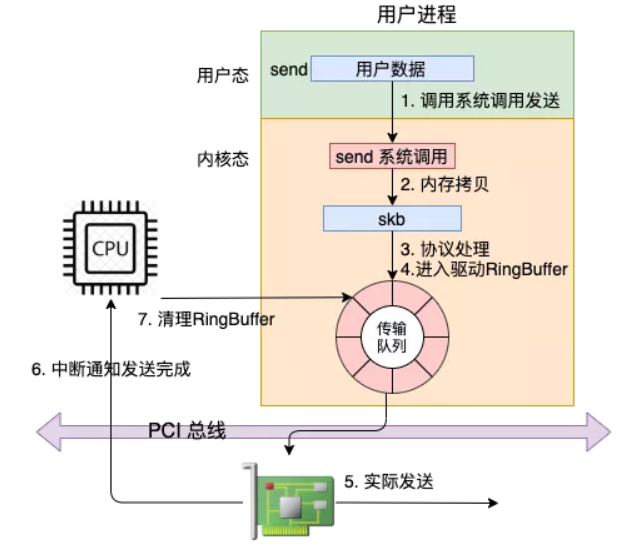 用户进程
用户态
send
用户数据
1. 调用系统调用发送
内核态
send 系统调用
2. 内存拷贝
skb
3. 协议处理
4.进入驱动RingBuffer
CPU
7. 清理RingBuffer
传输
队列
6. 中断通知发送完成
PCI 总线
5. 实际发送